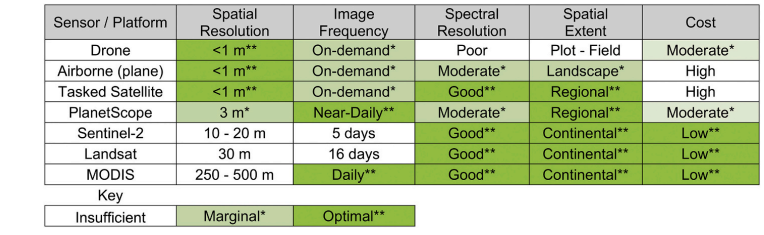 Sensor / Platform Spatial Resolution Image Frequency Spectral Resolution Spatial Extent Cost
Drone <1 m** On-demand* Poor Plot - Field Moderate*
Airborne (plane) <1 m** On-demand* Moderate* Landscape* High
Tasked Satellite <1 m** On-demand* Good** Regional** High
PlanetScope 3 m* Near-Daily** Moderate* Regional** Moderate*
Sentinel-2 10 - 20 m 5 days Good** Continental** Low**
Landsat 30 m 16 days Good** Continental** Low**
MODIS 250 - 500 m Daily** Good** Continental** Low**
Key
Insufficient Marginal* Optimal**